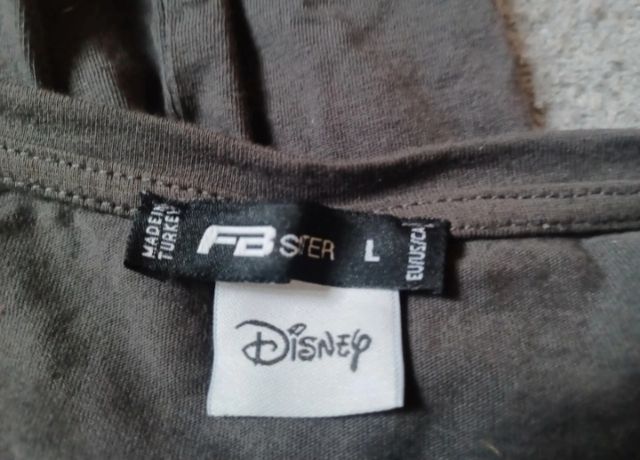 MADE IN
TURKEY
FB SISTER
L
EU/US/CA
Disney